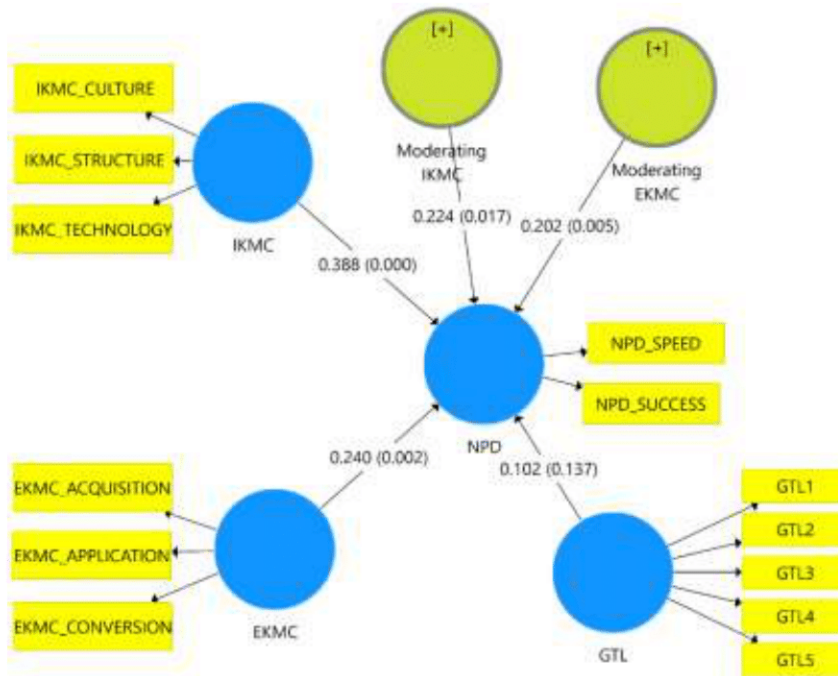 [+]
[+]
IKMC_CULTURE
IKMC_STRUCTURE
IKMC_TECHNOLOGY
IKMC
Moderating
IKMC
Moderating
EKMC
0.224 (0.017)
0.202 (0.005)
0.388 (0.000)
NPD_SPEED
NPD_SUCCESS
NPD
0.240 (0.002)
0.102 (0.137)
EKMC_ACQUISITION
EKMC_APPLICATION
EKMC_CONVERSION
EKMC
GTL
GTL1
GTL2
GTL3
GTL4
GTL5